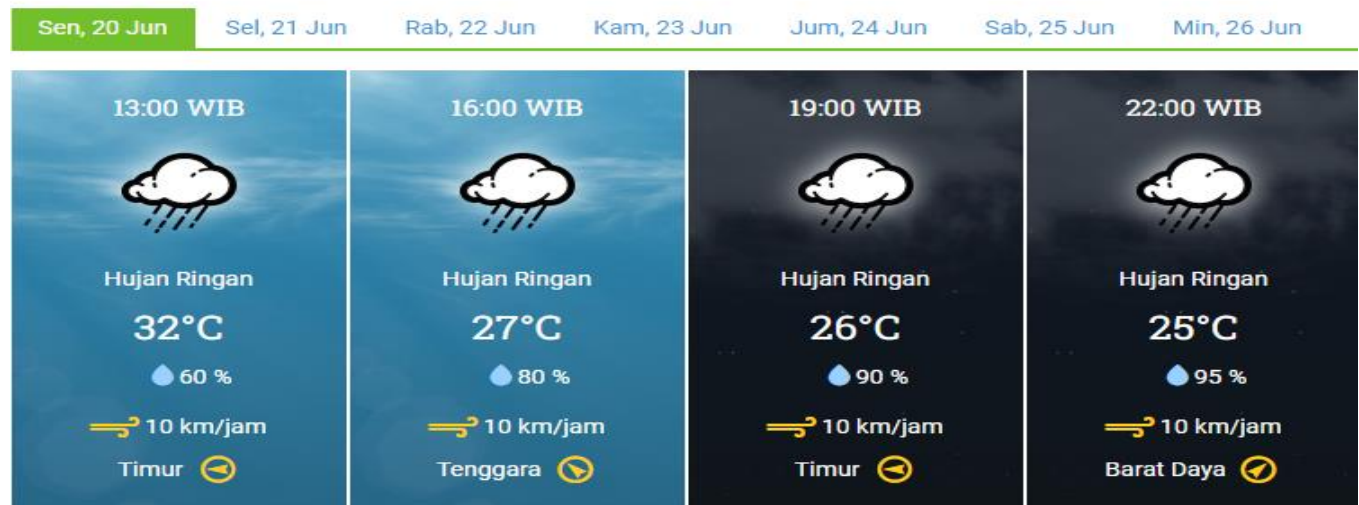 Sen, 20 Jun Sel, 21 Jun Rab, 22 Jun Kam, 23 Jun Jum, 24 Jun Sab, 25 Jun Min, 26 Jun
13:00 WIB
Hujan Ringan
32°C
60 %
10 km/jam
Timur
16:00 WIB
Hujan Ringan
27°C
80 %
10 km/jam
Tenggara
19:00 WIB
Hujan Ringan
26°C
90 %
10 km/jam
Timur
22:00 WIB
Hujan Ringan
25°C
95 %
10 km/jam
Barat Daya